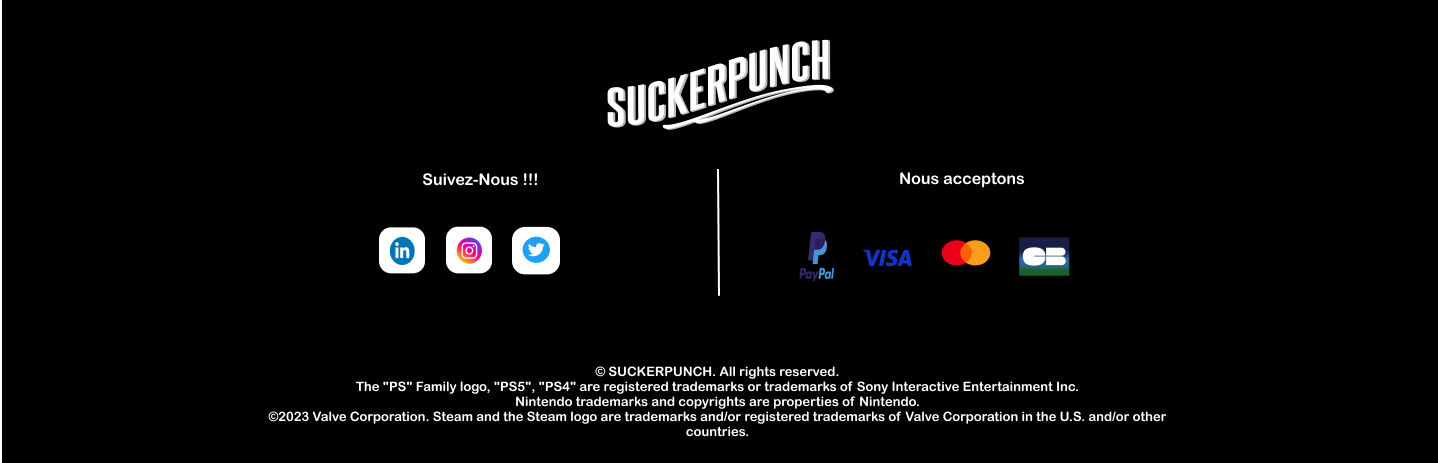 SUCKERPUNCH
Suivez-Nous !!!
Nous acceptons
in
PayPal
VISA
CB
© SUCKERPUNCH. All rights reserved.
The "PS" Family logo, "PS5", "PS4" are registered trademarks or trademarks of Sony Interactive Entertainment Inc.
Nintendo trademarks and copyrights are properties of Nintendo.
©2023 Valve Corporation. Steam and the Steam logo are trademarks and/or registered trademarks of Valve Corporation in the U.S. and/or other
countries.